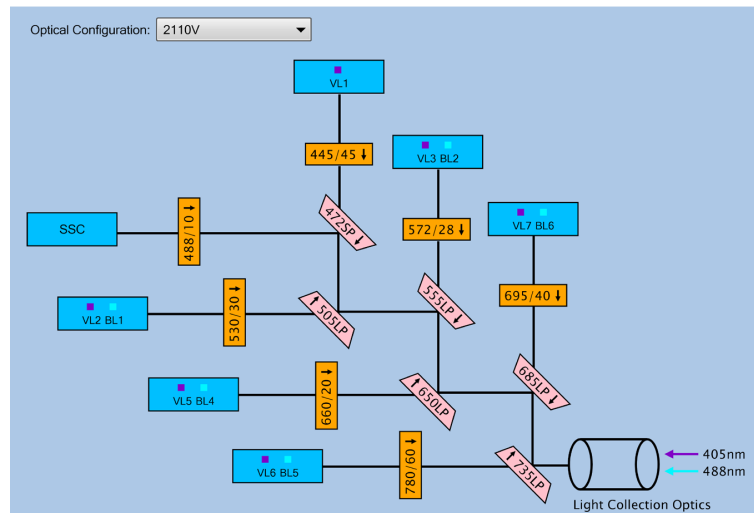 Optical Configuration: 2110V
VL1
445/45 ↓
VL3 BL2
472SP ↓
572/28 ↓
VL7 BL6
SSC
488/10 ↓
555LP ↓
695/40 ↓
VL2 BL1
530/30 ↓
↑ 505LP
685LP ↓
VL5 BL4
660/20 ↓
↑ 650LP
VL6 BL5
780/60 ↓
↑ 735LP
405nm
488nm
Light Collection Optics